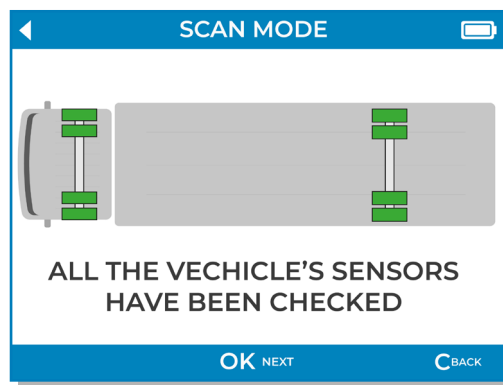 SCAN MODE
ALL THE VECHICLE'S SENSORS
HAVE BEEN CHECKED
OK NEXT
C BACK